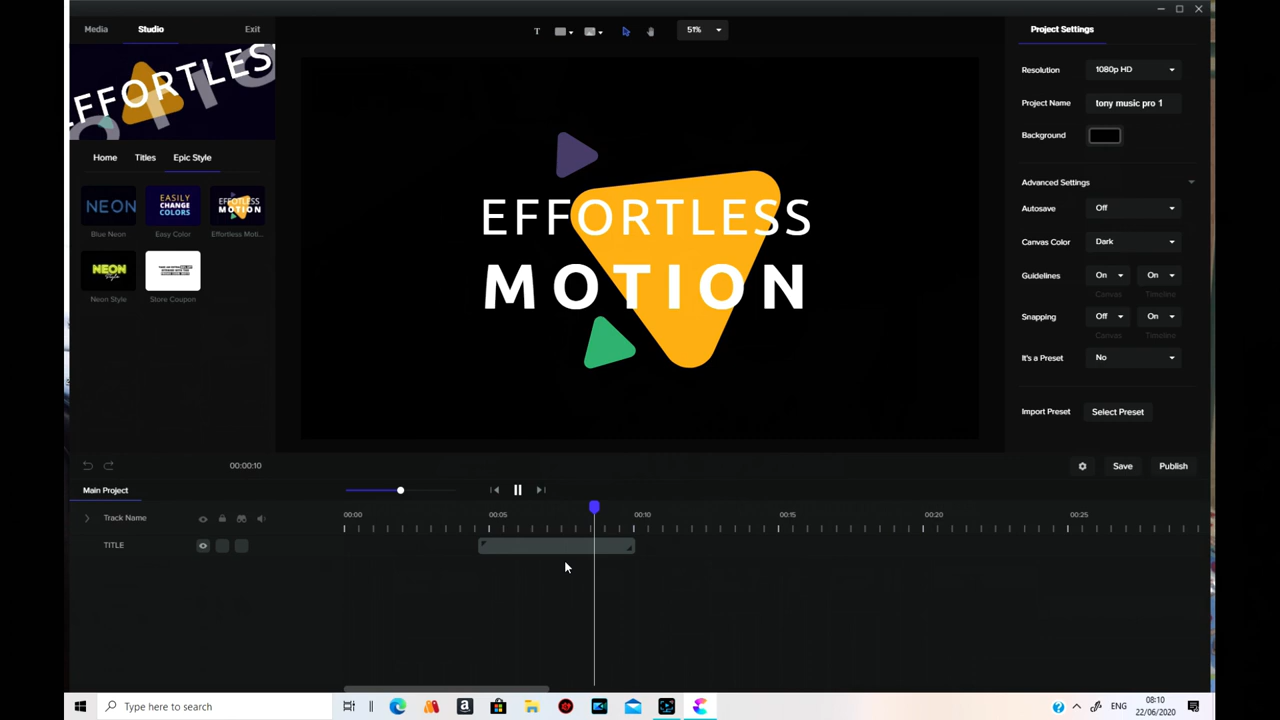 Media Studio Exit
T 51%
Project Settings
EFFORTLES
Resolution 1080p HD
Project Name tony music pro 1
Background
Home Titles Epic Style
NEON
EASILY
CHANGE
COLORS
EFFORTLESS
MOTION
Blue Neon Easy Color Effortless Moti...
NEON
Style
Neon Style Store Coupon
EFFORTLESS
MOTION
Advanced Settings
Autosave Off
Canvas Color Dark
Guidelines On On
Canvas Timeline
Snapping Off On
Canvas Timeline
It's a Preset No
Import Preset Select Preset
00:00:10
Save Publish
Main Project
Track Name
00:00 00:05 00:10 00:15 00:20 00:25
TITLE
Type here to search
ENG
08:10
22/06/2020